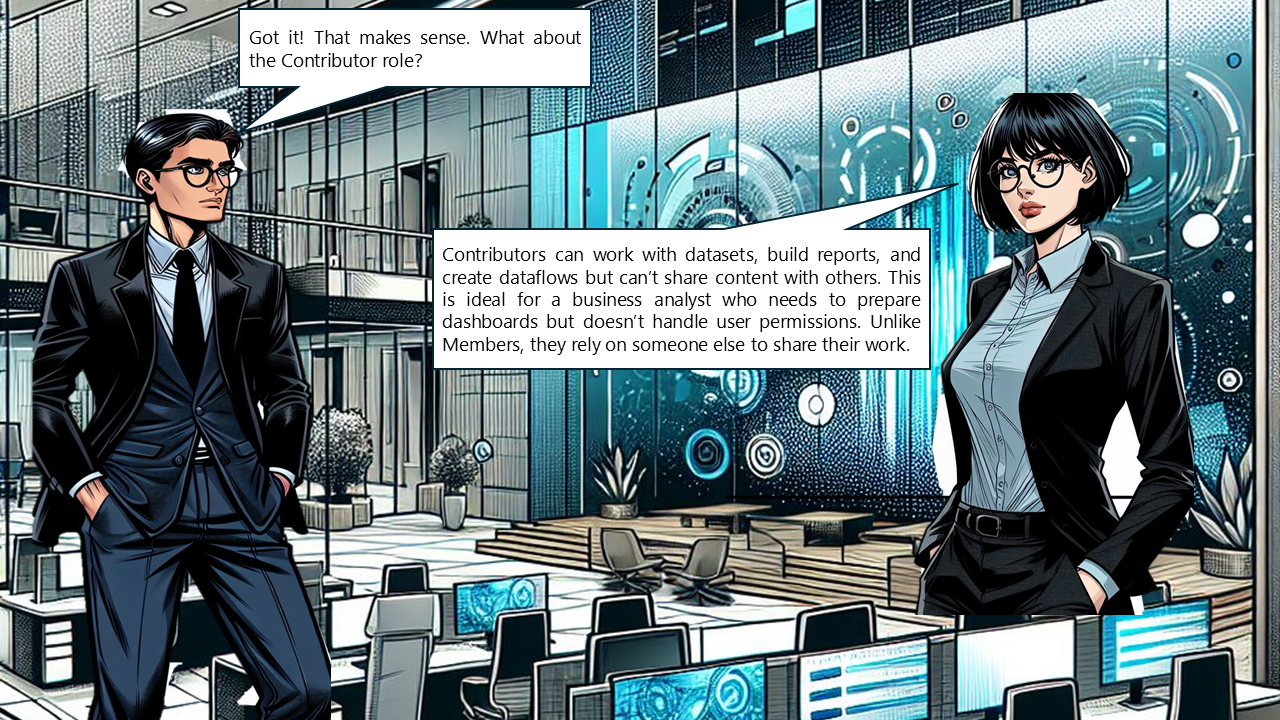 Got it! That makes sense. What about
the Contributor role?
Contributors can work with datasets, build reports, and
create dataflows but can’t share content with others. This
is ideal for a business analyst who needs to prepare
dashboards but doesn’t handle user permissions. Unlike
Members, they rely on someone else to share their work.